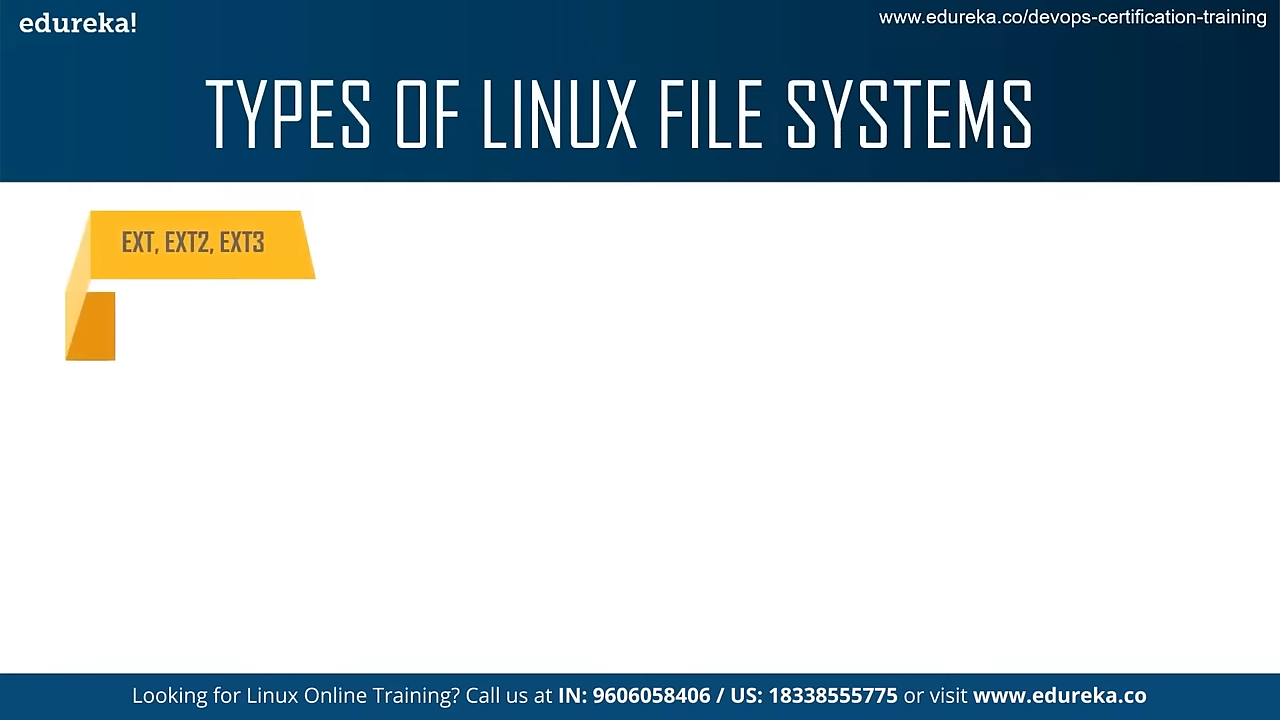 edureka!
www.edureka.co/devops-certification-training
TYPES OF LINUX FILE SYSTEMS
EXT, EXT2, EXT3
Looking for Linux Online Training? Call us at IN: 9606058406 / US: 18338555775 or visit www.edureka.co